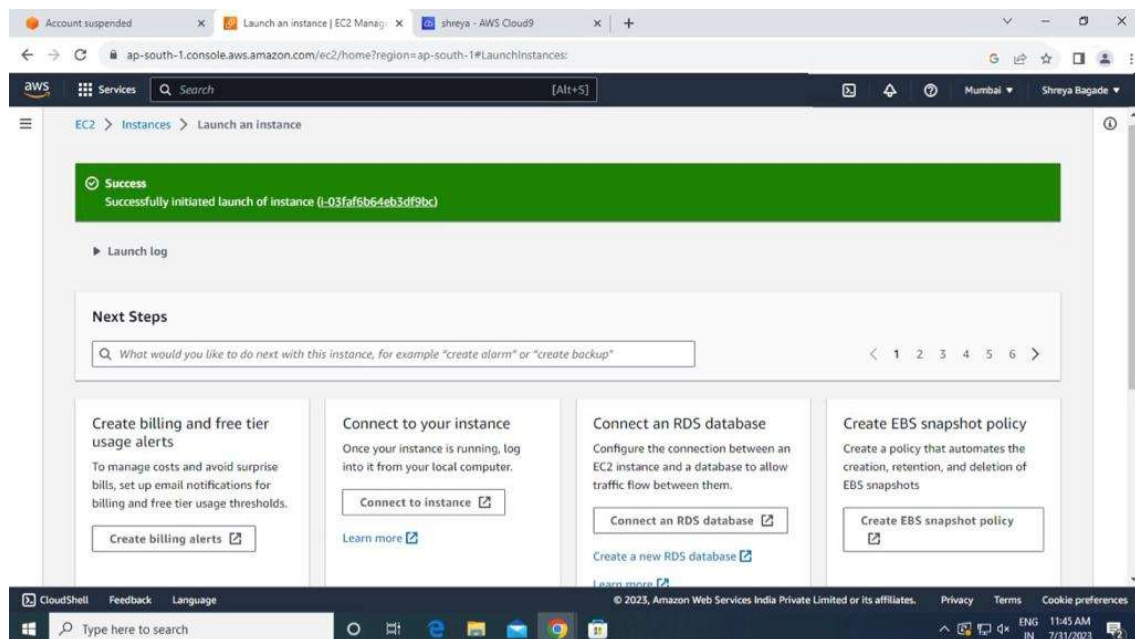 Account suspended
Launch an instance | EC2 Manag
shreya - AWS Cloud9
ap-south-1.console.aws.amazon.com/ec2/home?region=ap-south-1#LaunchInstances:
aws Services Search [Alt+S] Mumbai Shreya Bagade
EC2 > Instances > Launch an instance
Success
Successfully initiated launch of instance (i-03faf6b64eb3df9bc)
Launch log
Next Steps
What would you like to do next with this instance, for example "create alarm" or "create backup"
< 1 2 3 4 5 6 >
Create billing and free tier
usage alerts
To manage costs and avoid surprise
bills, set up email notifications for
billing and free tier usage thresholds.
Create billing alerts
Connect to your instance
Once your instance is running, log
into it from your local computer.
Connect to instance
Learn more
Connect an RDS database
Configure the connection between an
EC2 instance and a database to allow
traffic flow between them.
Connect an RDS database
Create a new RDS database
Learn more
Create EBS snapshot policy
Create a policy that automates the
creation, retention, and deletion of
EBS snapshots
Create EBS snapshot policy
CloudShell Feedback Language © 2023, Amazon Web Services India Private Limited or its affiliates. Privacy Terms Cookie preferences
Type here to search
ENG 11:45 AM
IN 7/31/2023